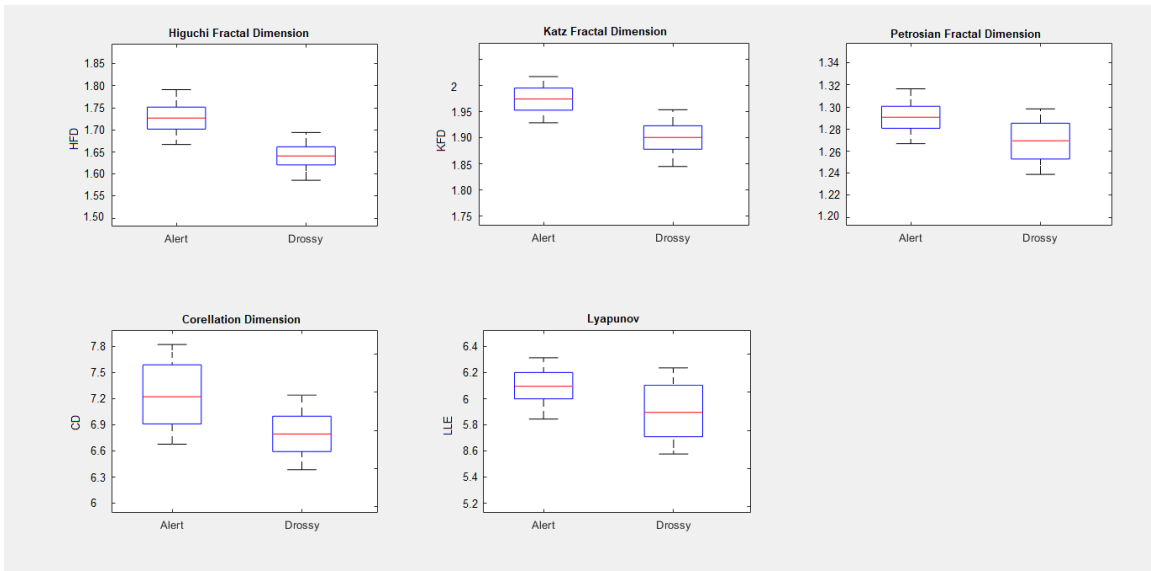 Higuchi Fractal Dimension
1.85
1.80
1.75
1.70
1.65
1.60
1.55
1.50
HFD
Alert
Drossy
Katz Fractal Dimension
2
1.95
1.90
1.85
1.80
1.75
KFD
Alert
Drossy
Petrosian Fractal Dimension
1.34
1.32
1.30
1.28
1.26
1.24
1.22
1.20
Alert
Drossy
Corellation Dimension
7.8
7.5
7.2
6.9
6.6
6.3
6
CD
Alert
Drossy
Lyapunov
6.4
6.2
6
5.8
8.6
5.4
5.2
LLE
Alert
Drossy